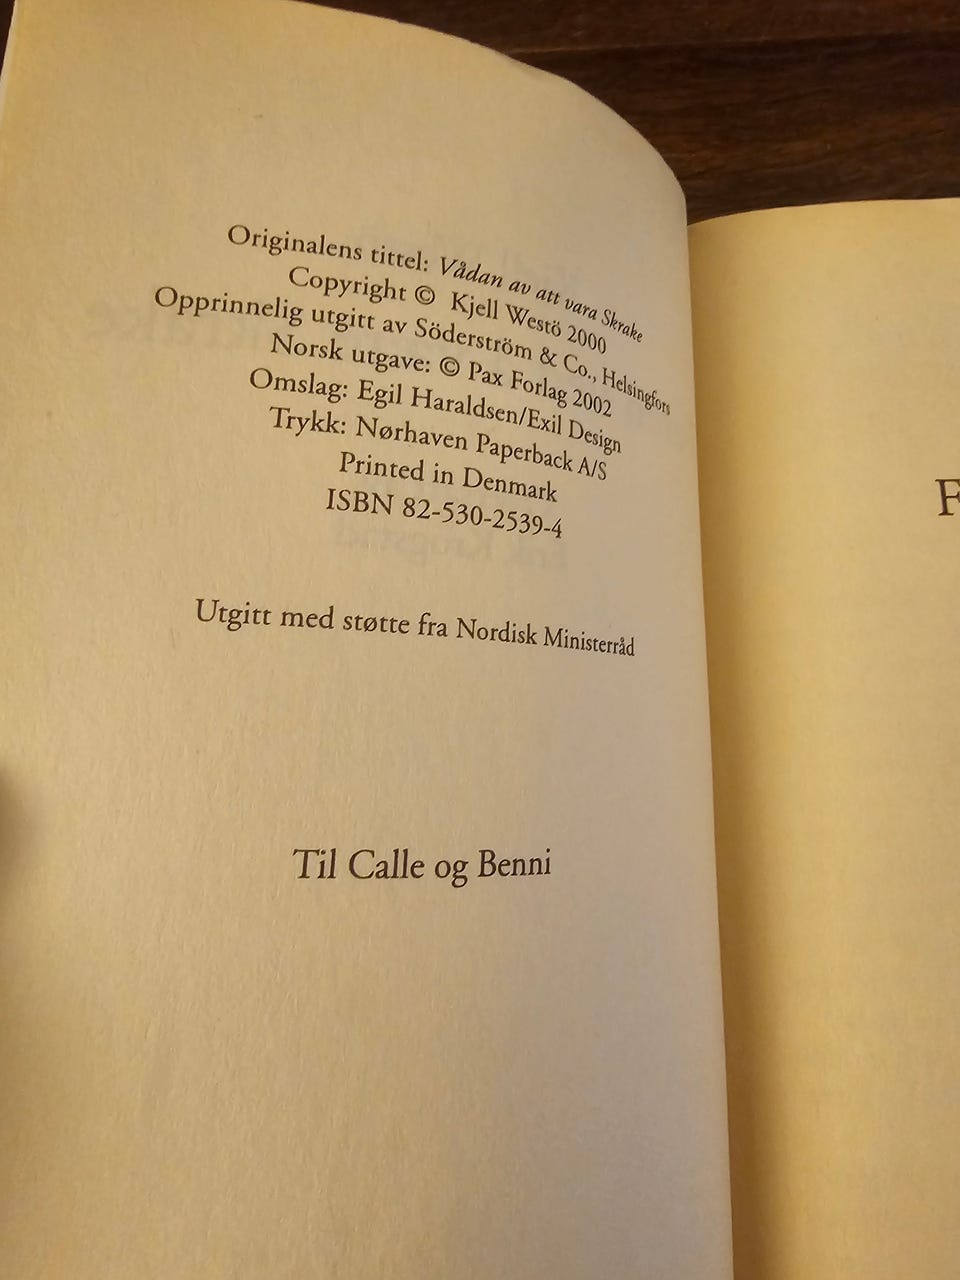 Originalens tittel: Vådan av att vara Skrake
Copyright © Kjell Westö 2000
Opprinnelig utgitt av Söderström & Co., Helsingfors
Norsk utgave: © Pax Forlag 2002
Omslag: Egil Haraldsen/Exil Design
Trykk: Nørhaven Paperback A/S
Printed in Denmark
ISBN 82-530-2539-4
Utgitt med støtte fra Nordisk Ministerråd
Til Calle og Benni
F